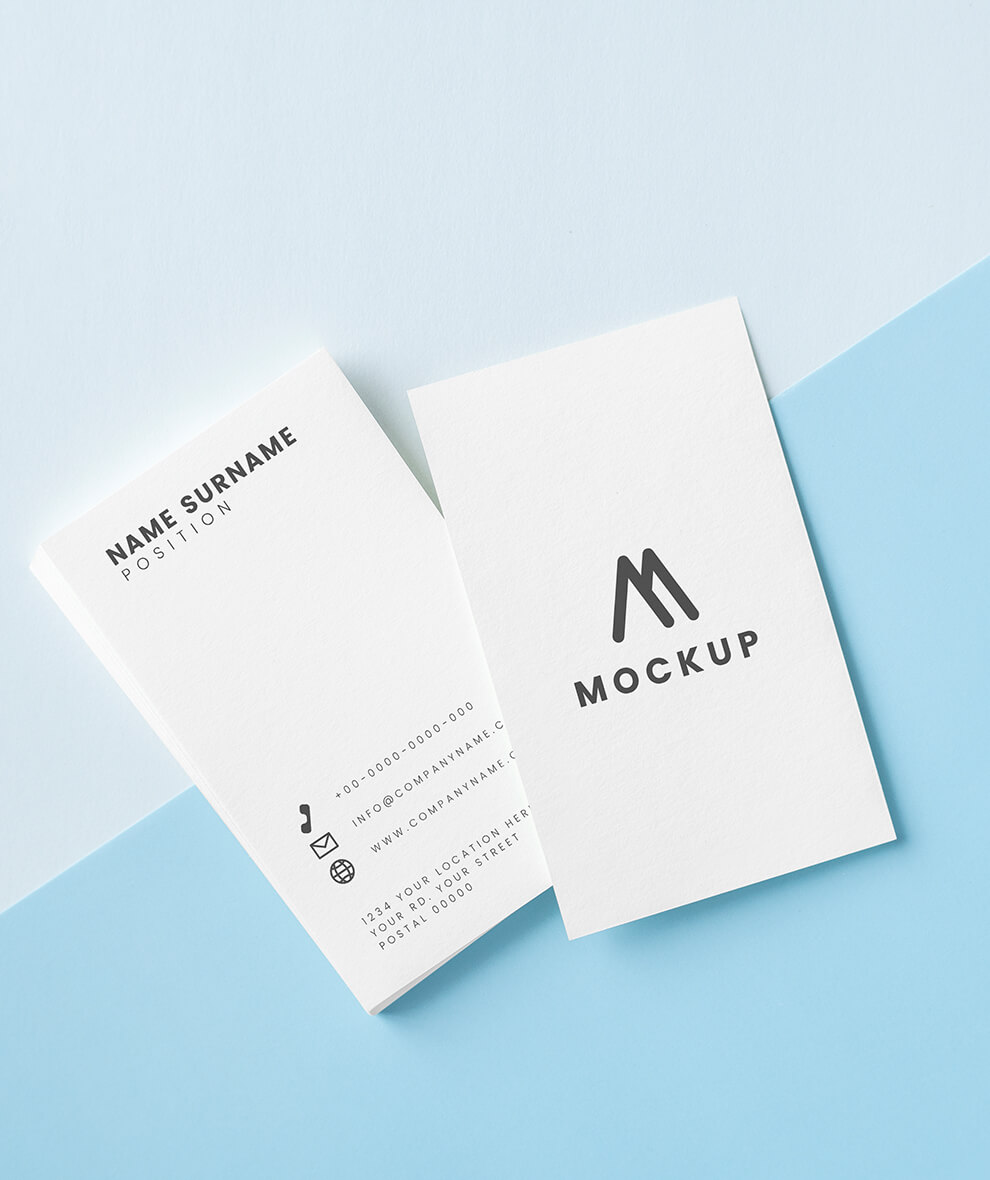 NAME SURNAME
POSITION
+00-0000-0000-000
INFO@COMPANYNAME.C
WWW.COMPANYNAME.
1234 YOUR LOCATION HER
YOUR RD. YOUR STREET
POSTAL 00000
MOCKUP